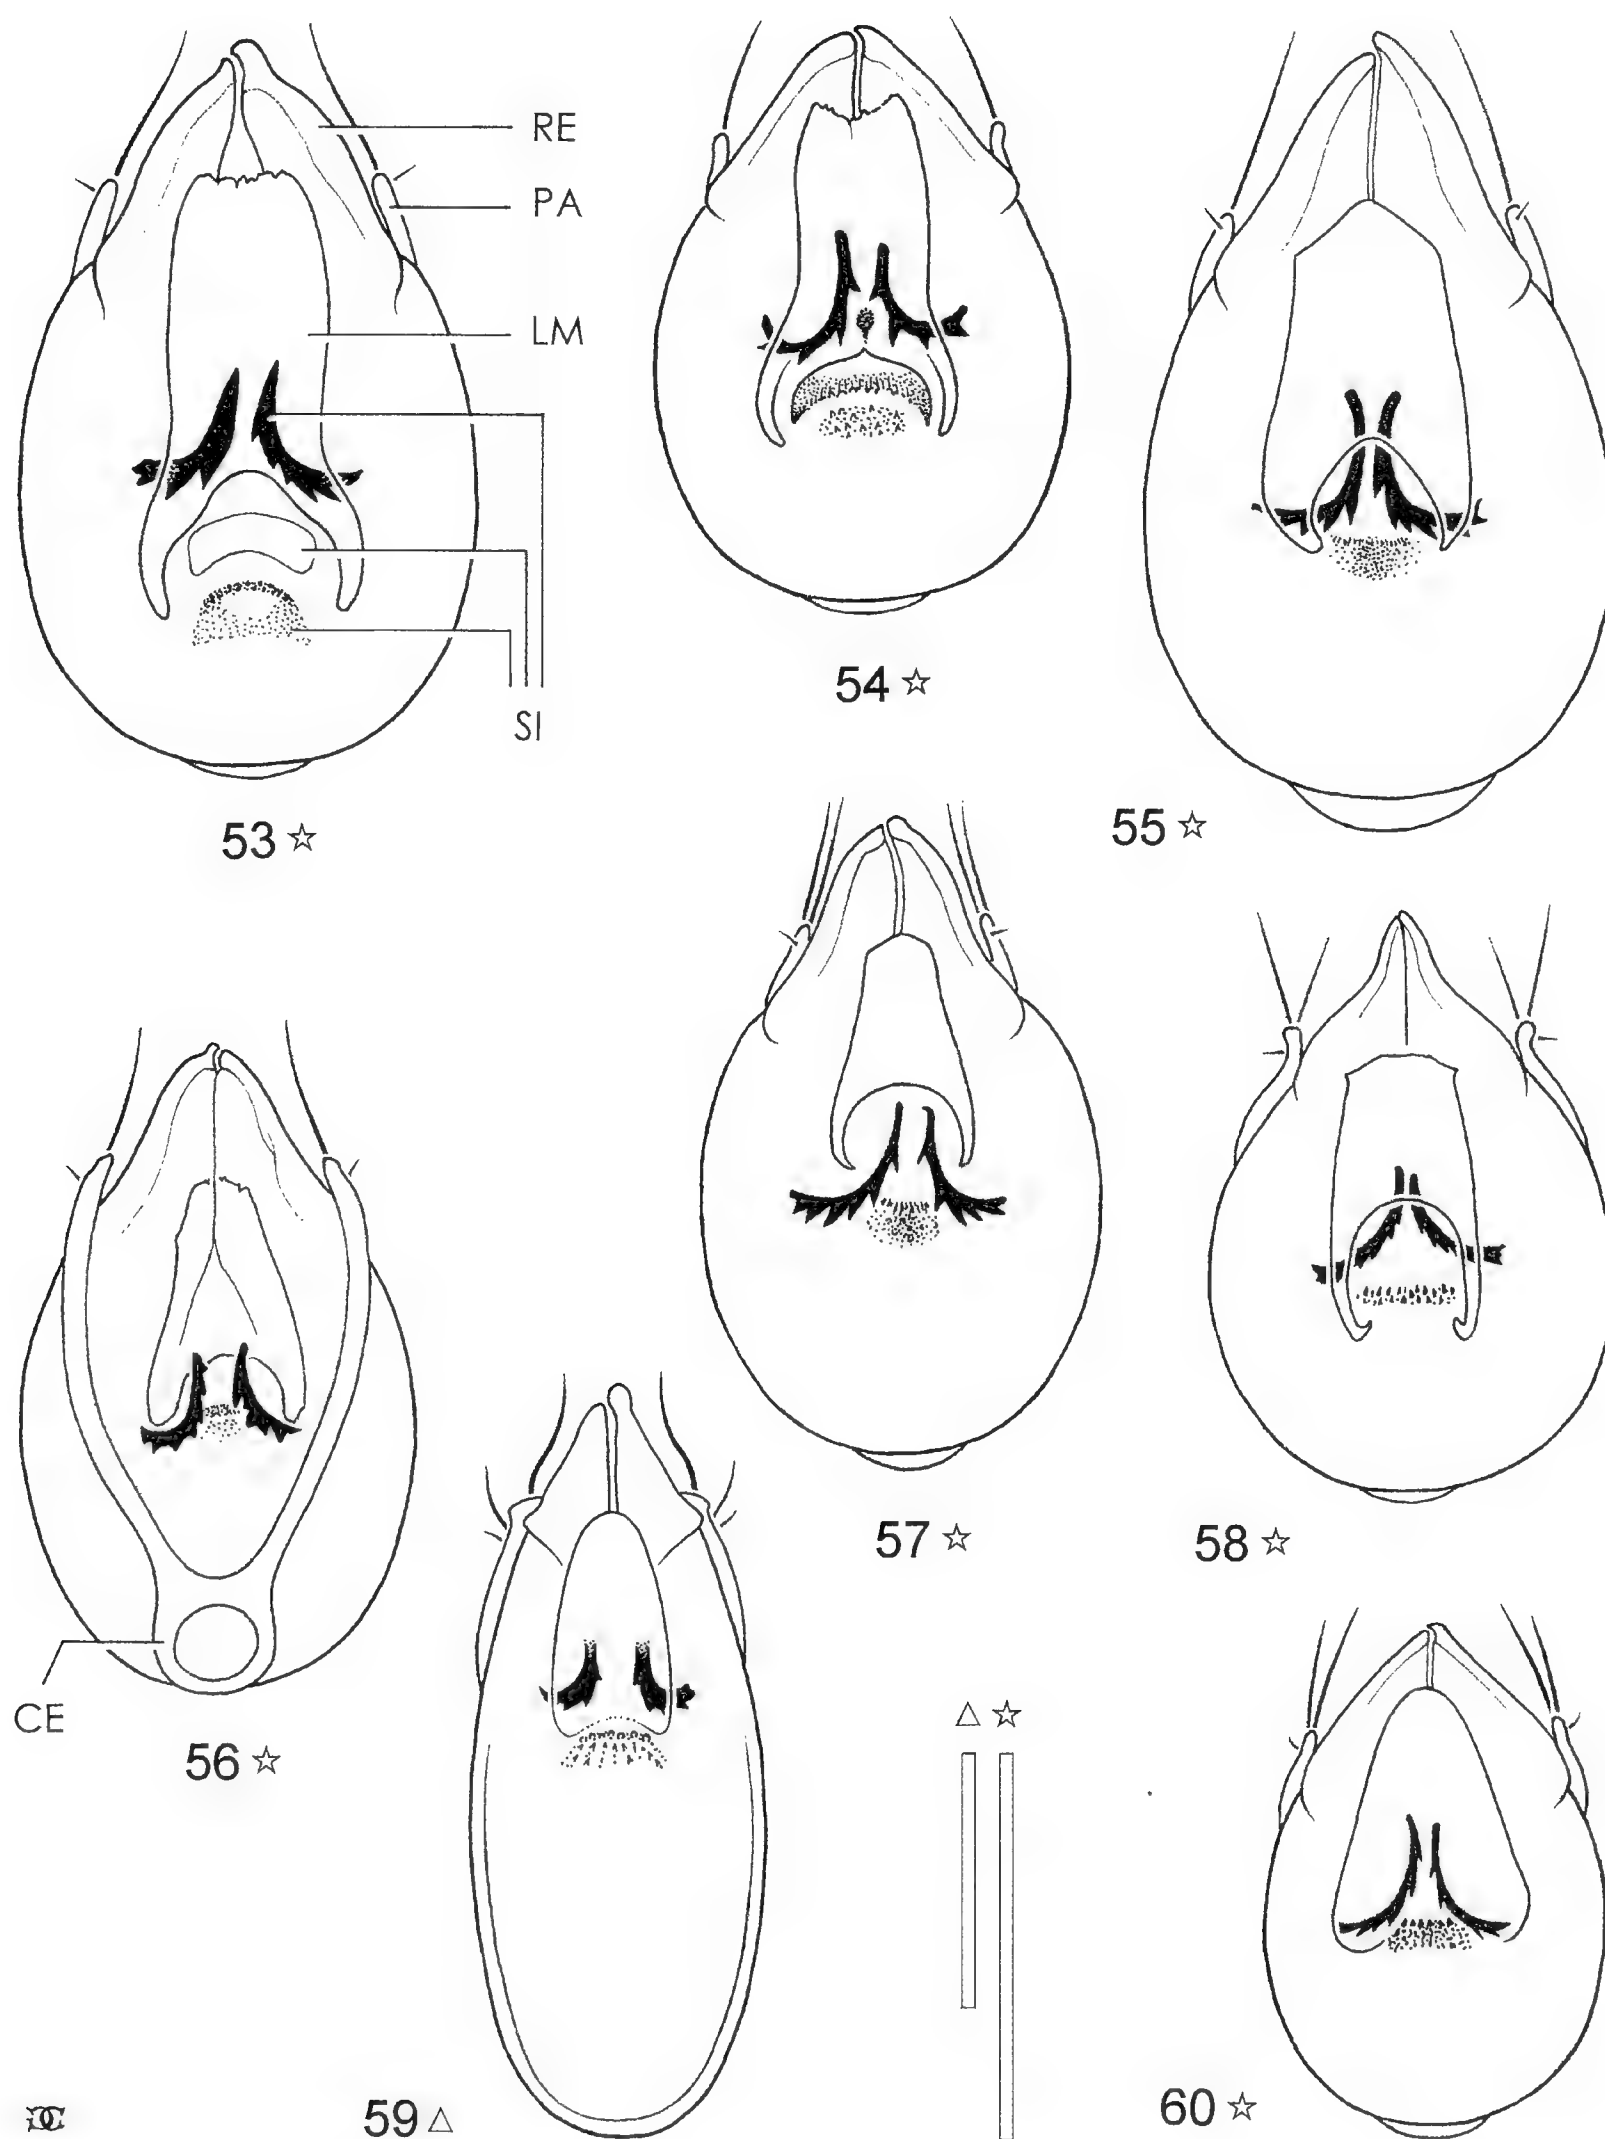 RE
PA
LM
SI
53 ☆
54 ☆
55 ☆
CE
56 ☆
57 ☆
58 ☆
△ ☆
59 △
60 ☆